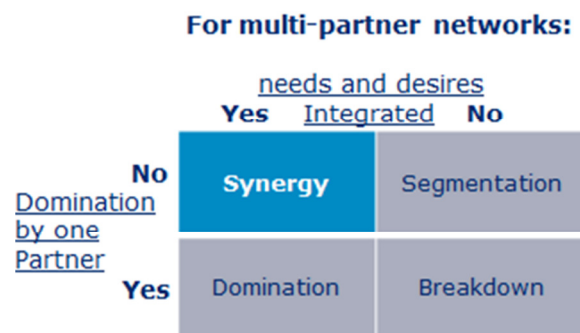 For multi-partner networks:
needs and desires
Yes Integrated No
No
Synergy Segmentation
Domination
by one
Partner
Yes Domination Breakdown